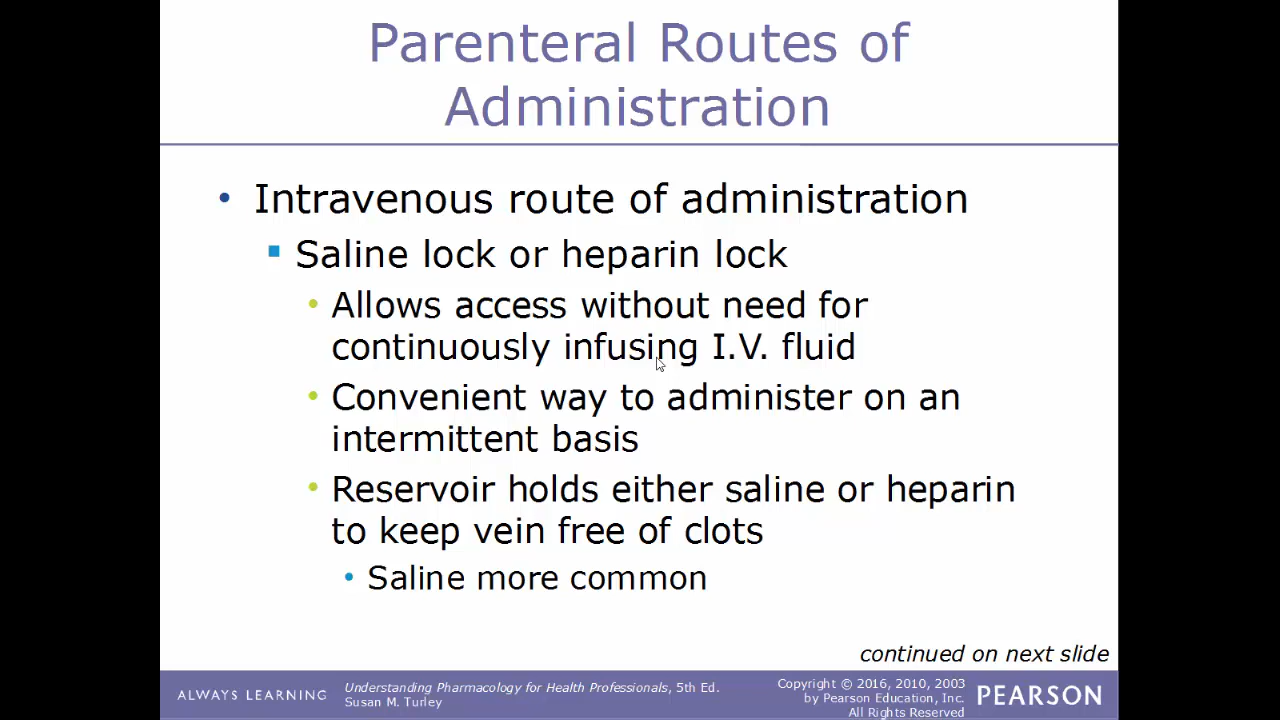 Parenteral Routes of
Administration
• Intravenous route of administration
▪ Saline lock or heparin lock
• Allows access without need for
continuously infusing I.V. fluid
• Convenient way to administer on an
intermittent basis
• Reservoir holds either saline or heparin
to keep vein free of clots
• Saline more common
continued on next slide
ALWAYS LEARNING
Understanding Pharmacology for Health Professionals, 5th Ed.
Susan M. Turley
Copyright © 2016, 2010, 2003
by Pearson Education, Inc.
All Rights Reserved
PEARSON